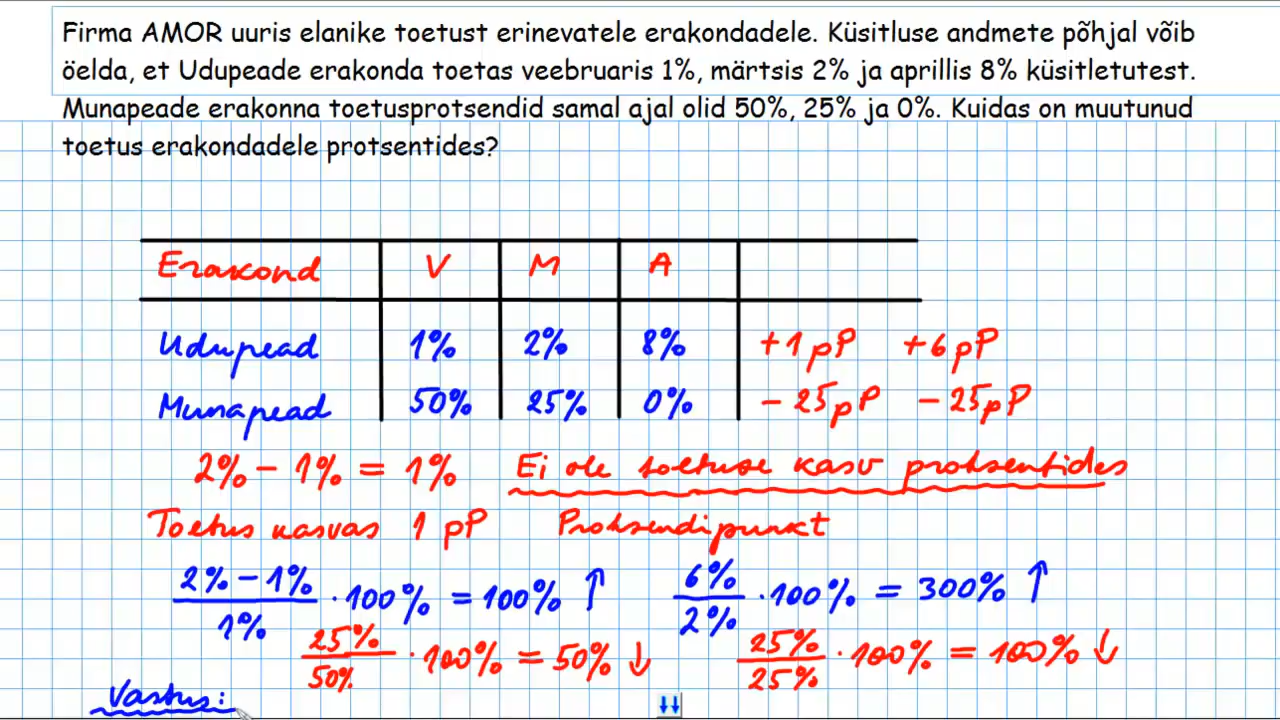 Firma AMOR uuris elanike toetust erinevatele erakondadele. Küsitluse andmete põhjal võib
öelda, et Udupeade erakonda toetas veebruaris 1%, märtsis 2% ja aprillis 8% küsitletutest.
Munapeade erakonna toetusprotsendid samal ajal olid 50%, 25% ja 0%. Kuidas on muutunud
toetus erakondadele protsentides?
Erakond V M A
Udupead 1% 2% 8% +1 pP +6 pP
Munapead 50% 25% 0% - 25pP - 25pP
2% - 1% = 1% Ei ole toetuse kasv protsentides
Toetus kasvas 1 pP Protsendipunkt
2% - 1% / 1% · 100% = 100% ↑ 6% / 2% · 100% = 300% ↑
25% / 50% · 100% = 50% ↓ 25% / 25% · 100% = 100% ↓
Vastus: